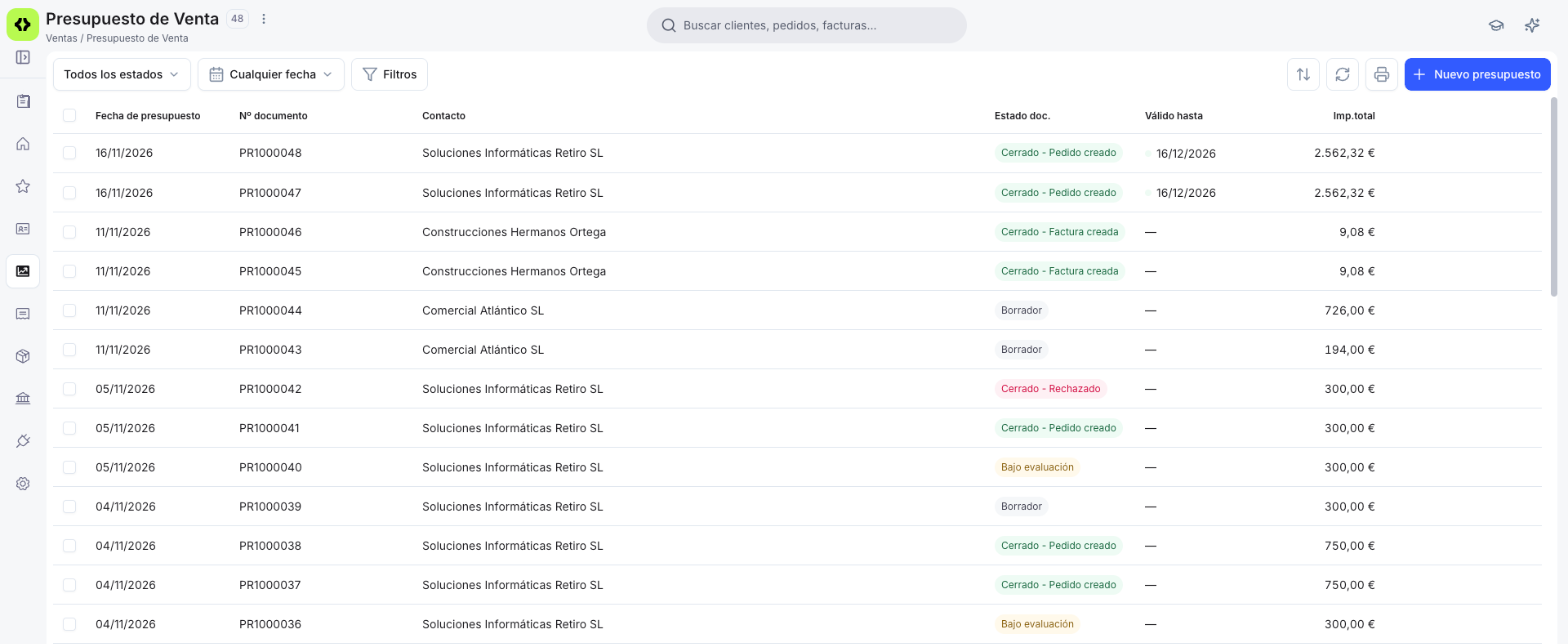 Presupuesto de Venta 48
Ventas / Presupuesto de Venta
Buscar clientes, pedidos, facturas...
Todos los estados
Cualquier fecha
Filtros
Nuevo presupuesto
Fecha de presupuesto Nº documento Contacto Estado doc. Válido hasta Imp.total
16/11/2026 PR1000048 Soluciones Informáticas Retiro SL Cerrado - Pedido creado 16/12/2026 2.562,32 €
16/11/2026 PR1000047 Soluciones Informáticas Retiro SL Cerrado - Pedido creado 16/12/2026 2.562,32 €
11/11/2026 PR1000046 Construcciones Hermanos Ortega Cerrado - Factura creada — 9,08 €
11/11/2026 PR1000045 Construcciones Hermanos Ortega Cerrado - Factura creada — 9,08 €
11/11/2026 PR1000044 Comercial Atlántico SL Borrador — 726,00 €
11/11/2026 PR1000043 Comercial Atlántico SL Borrador — 194,00 €
05/11/2026 PR1000042 Soluciones Informáticas Retiro SL Cerrado - Rechazado — 300,00 €
05/11/2026 PR1000041 Soluciones Informáticas Retiro SL Cerrado - Pedido creado — 300,00 €
05/11/2026 PR1000040 Soluciones Informáticas Retiro SL Bajo evaluación — 300,00 €
04/11/2026 PR1000039 Soluciones Informáticas Retiro SL Borrador — 300,00 €
04/11/2026 PR1000038 Soluciones Informáticas Retiro SL Cerrado - Pedido creado — 750,00 €
04/11/2026 PR1000037 Soluciones Informáticas Retiro SL Cerrado - Pedido creado — 750,00 €
04/11/2026 PR1000036 Soluciones Informáticas Retiro SL Bajo evaluación — 300,00 €